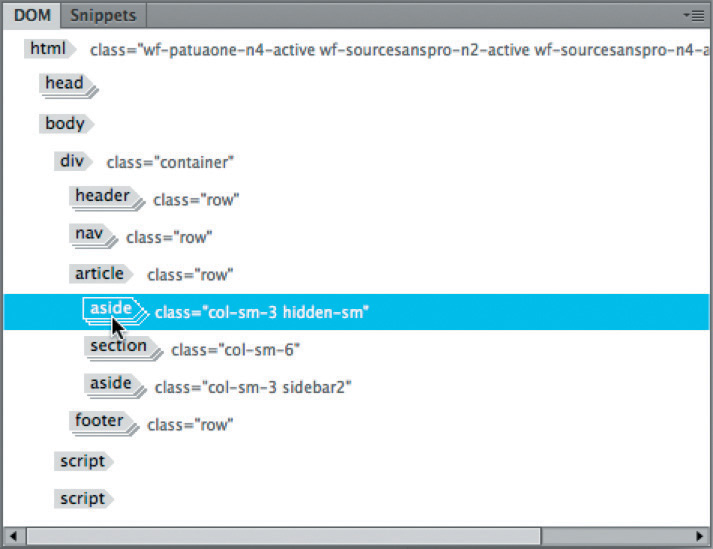 DOM Snippets
html class="wf-patuaone-n4-active wf-sourcesanspro-n2-active wf-sourcesanspro-n4-a
head
body
div class="container"
header class="row"
nav class="row"
article class="row"
aside class="col-sm-3 hidden-sm"
section class="col-sm-6"
aside class="col-sm-3 sidebar2"
footer class="row"
script
script